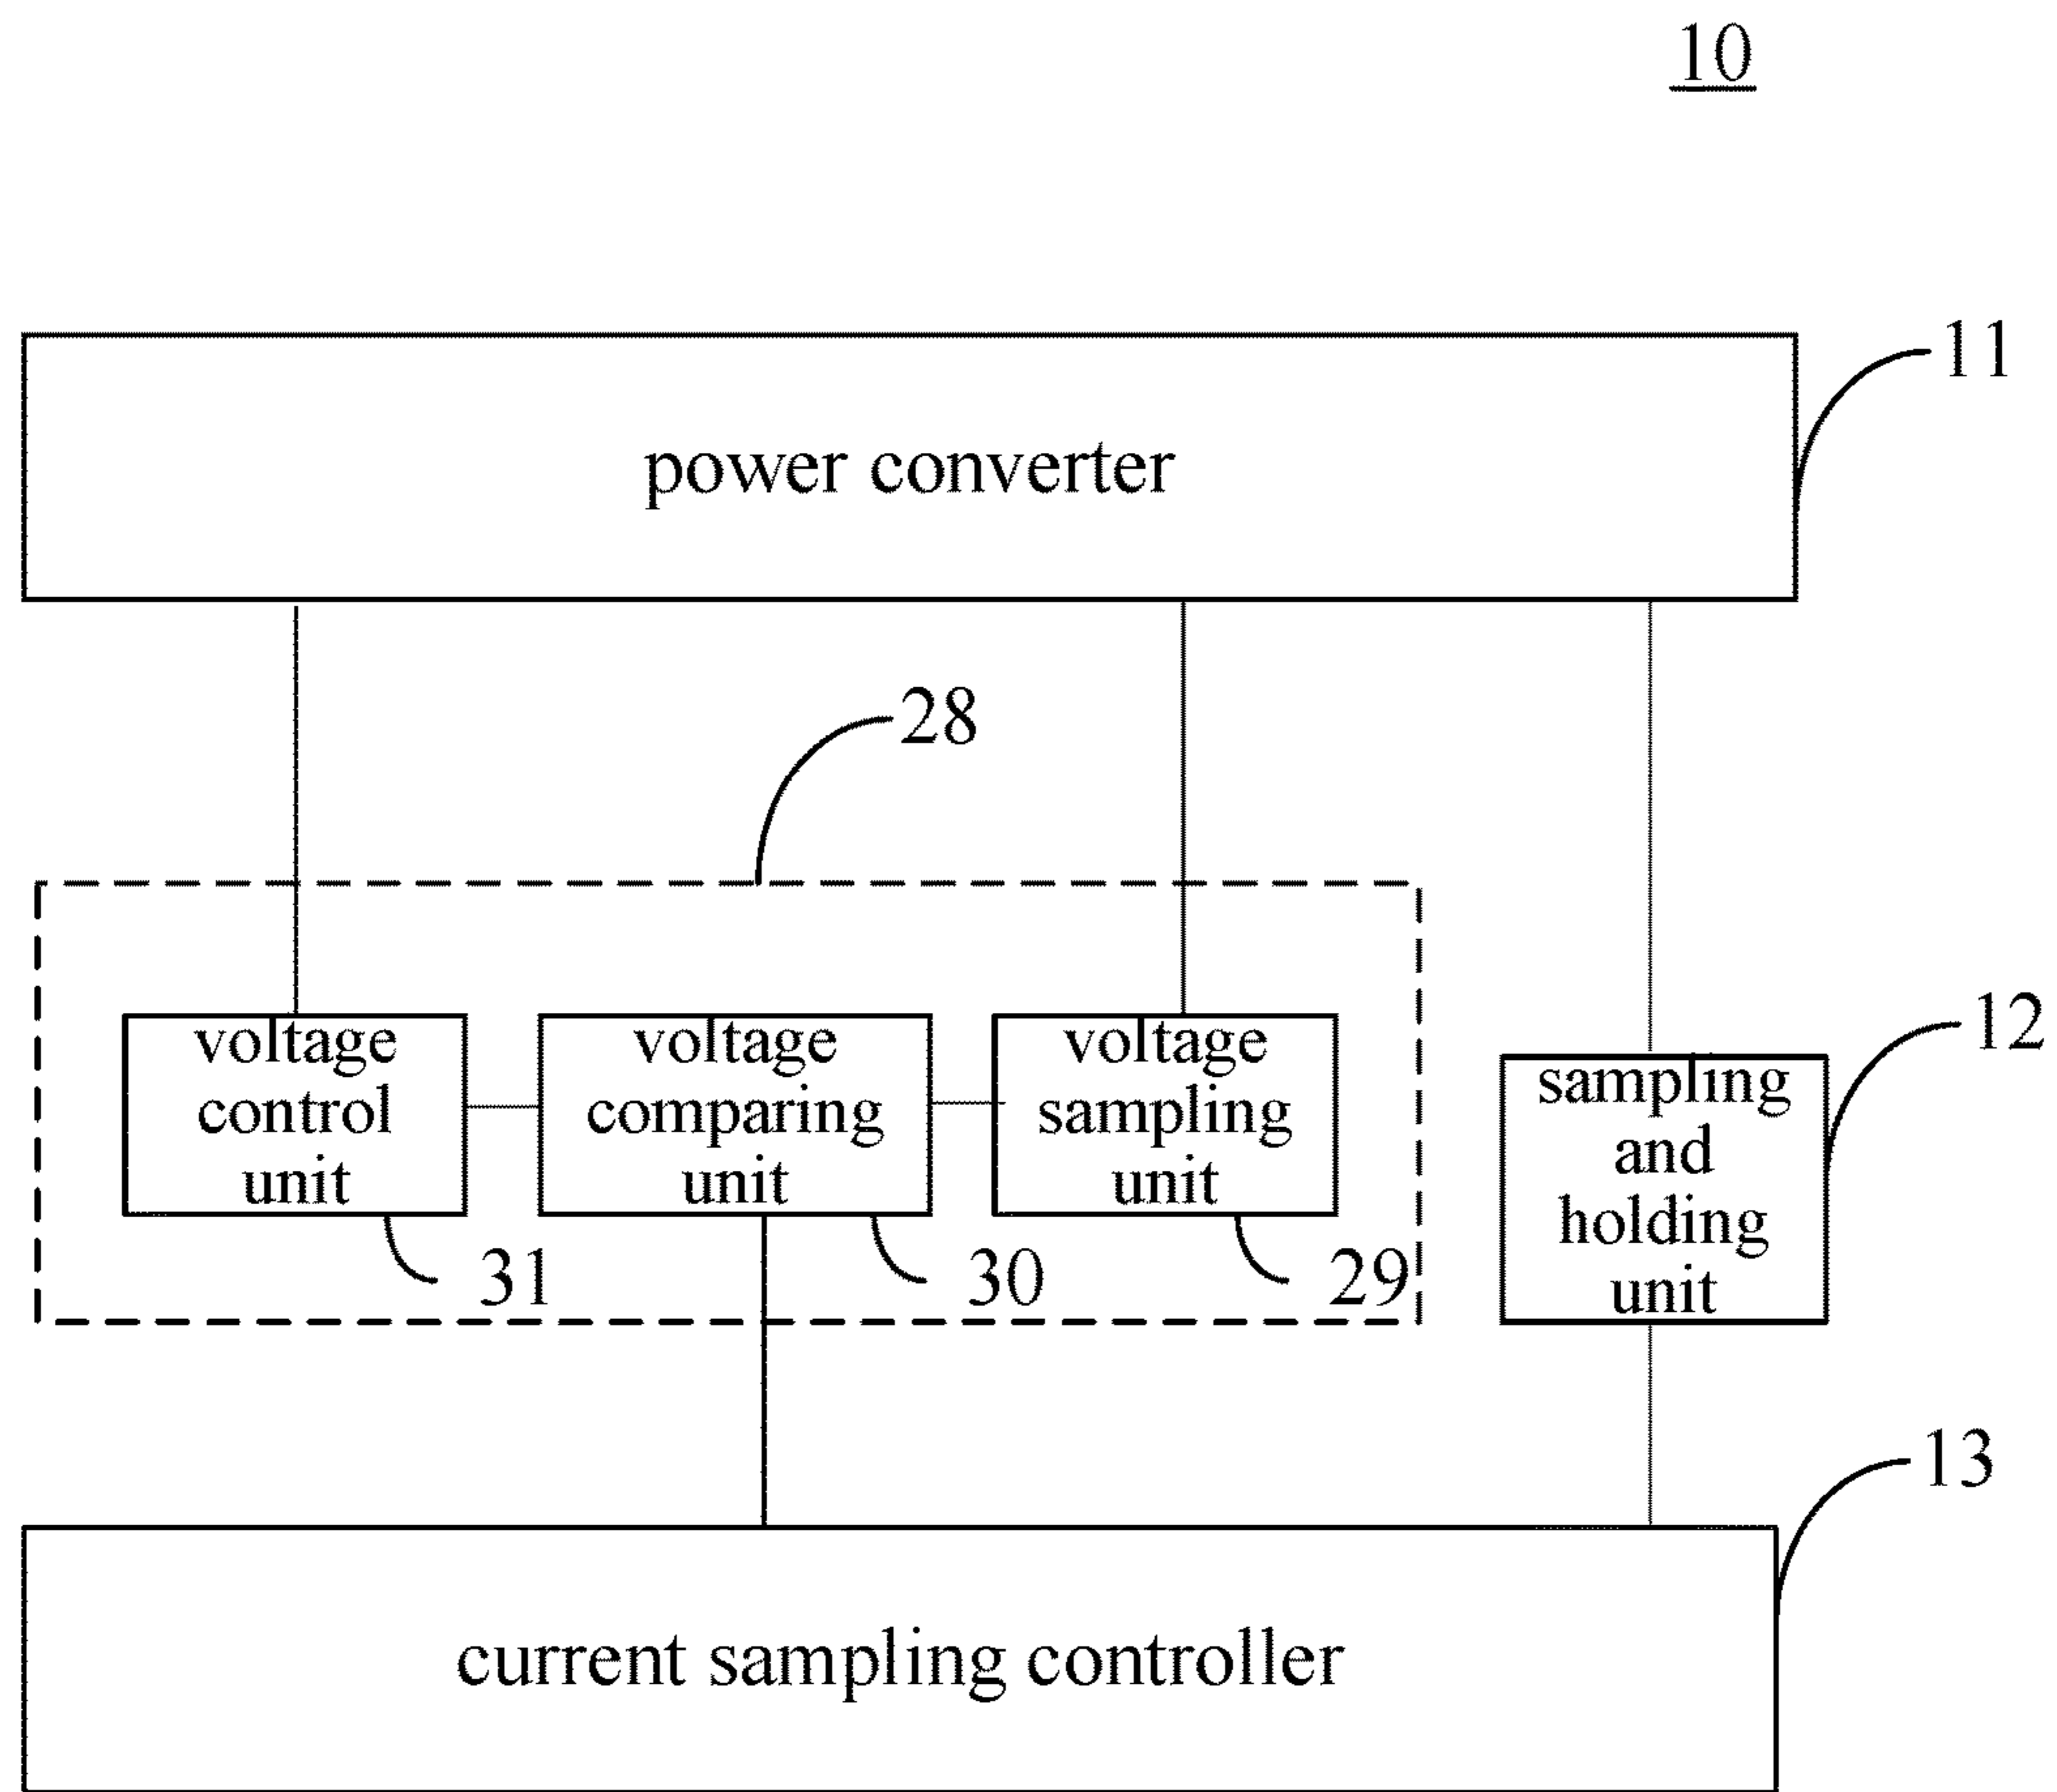 10
power converter
11
28
voltage
control
unit
voltage
comparing
unit
voltage
sampling
unit
sampling
and
holding
unit
12
31
30
29
13
current sampling controller